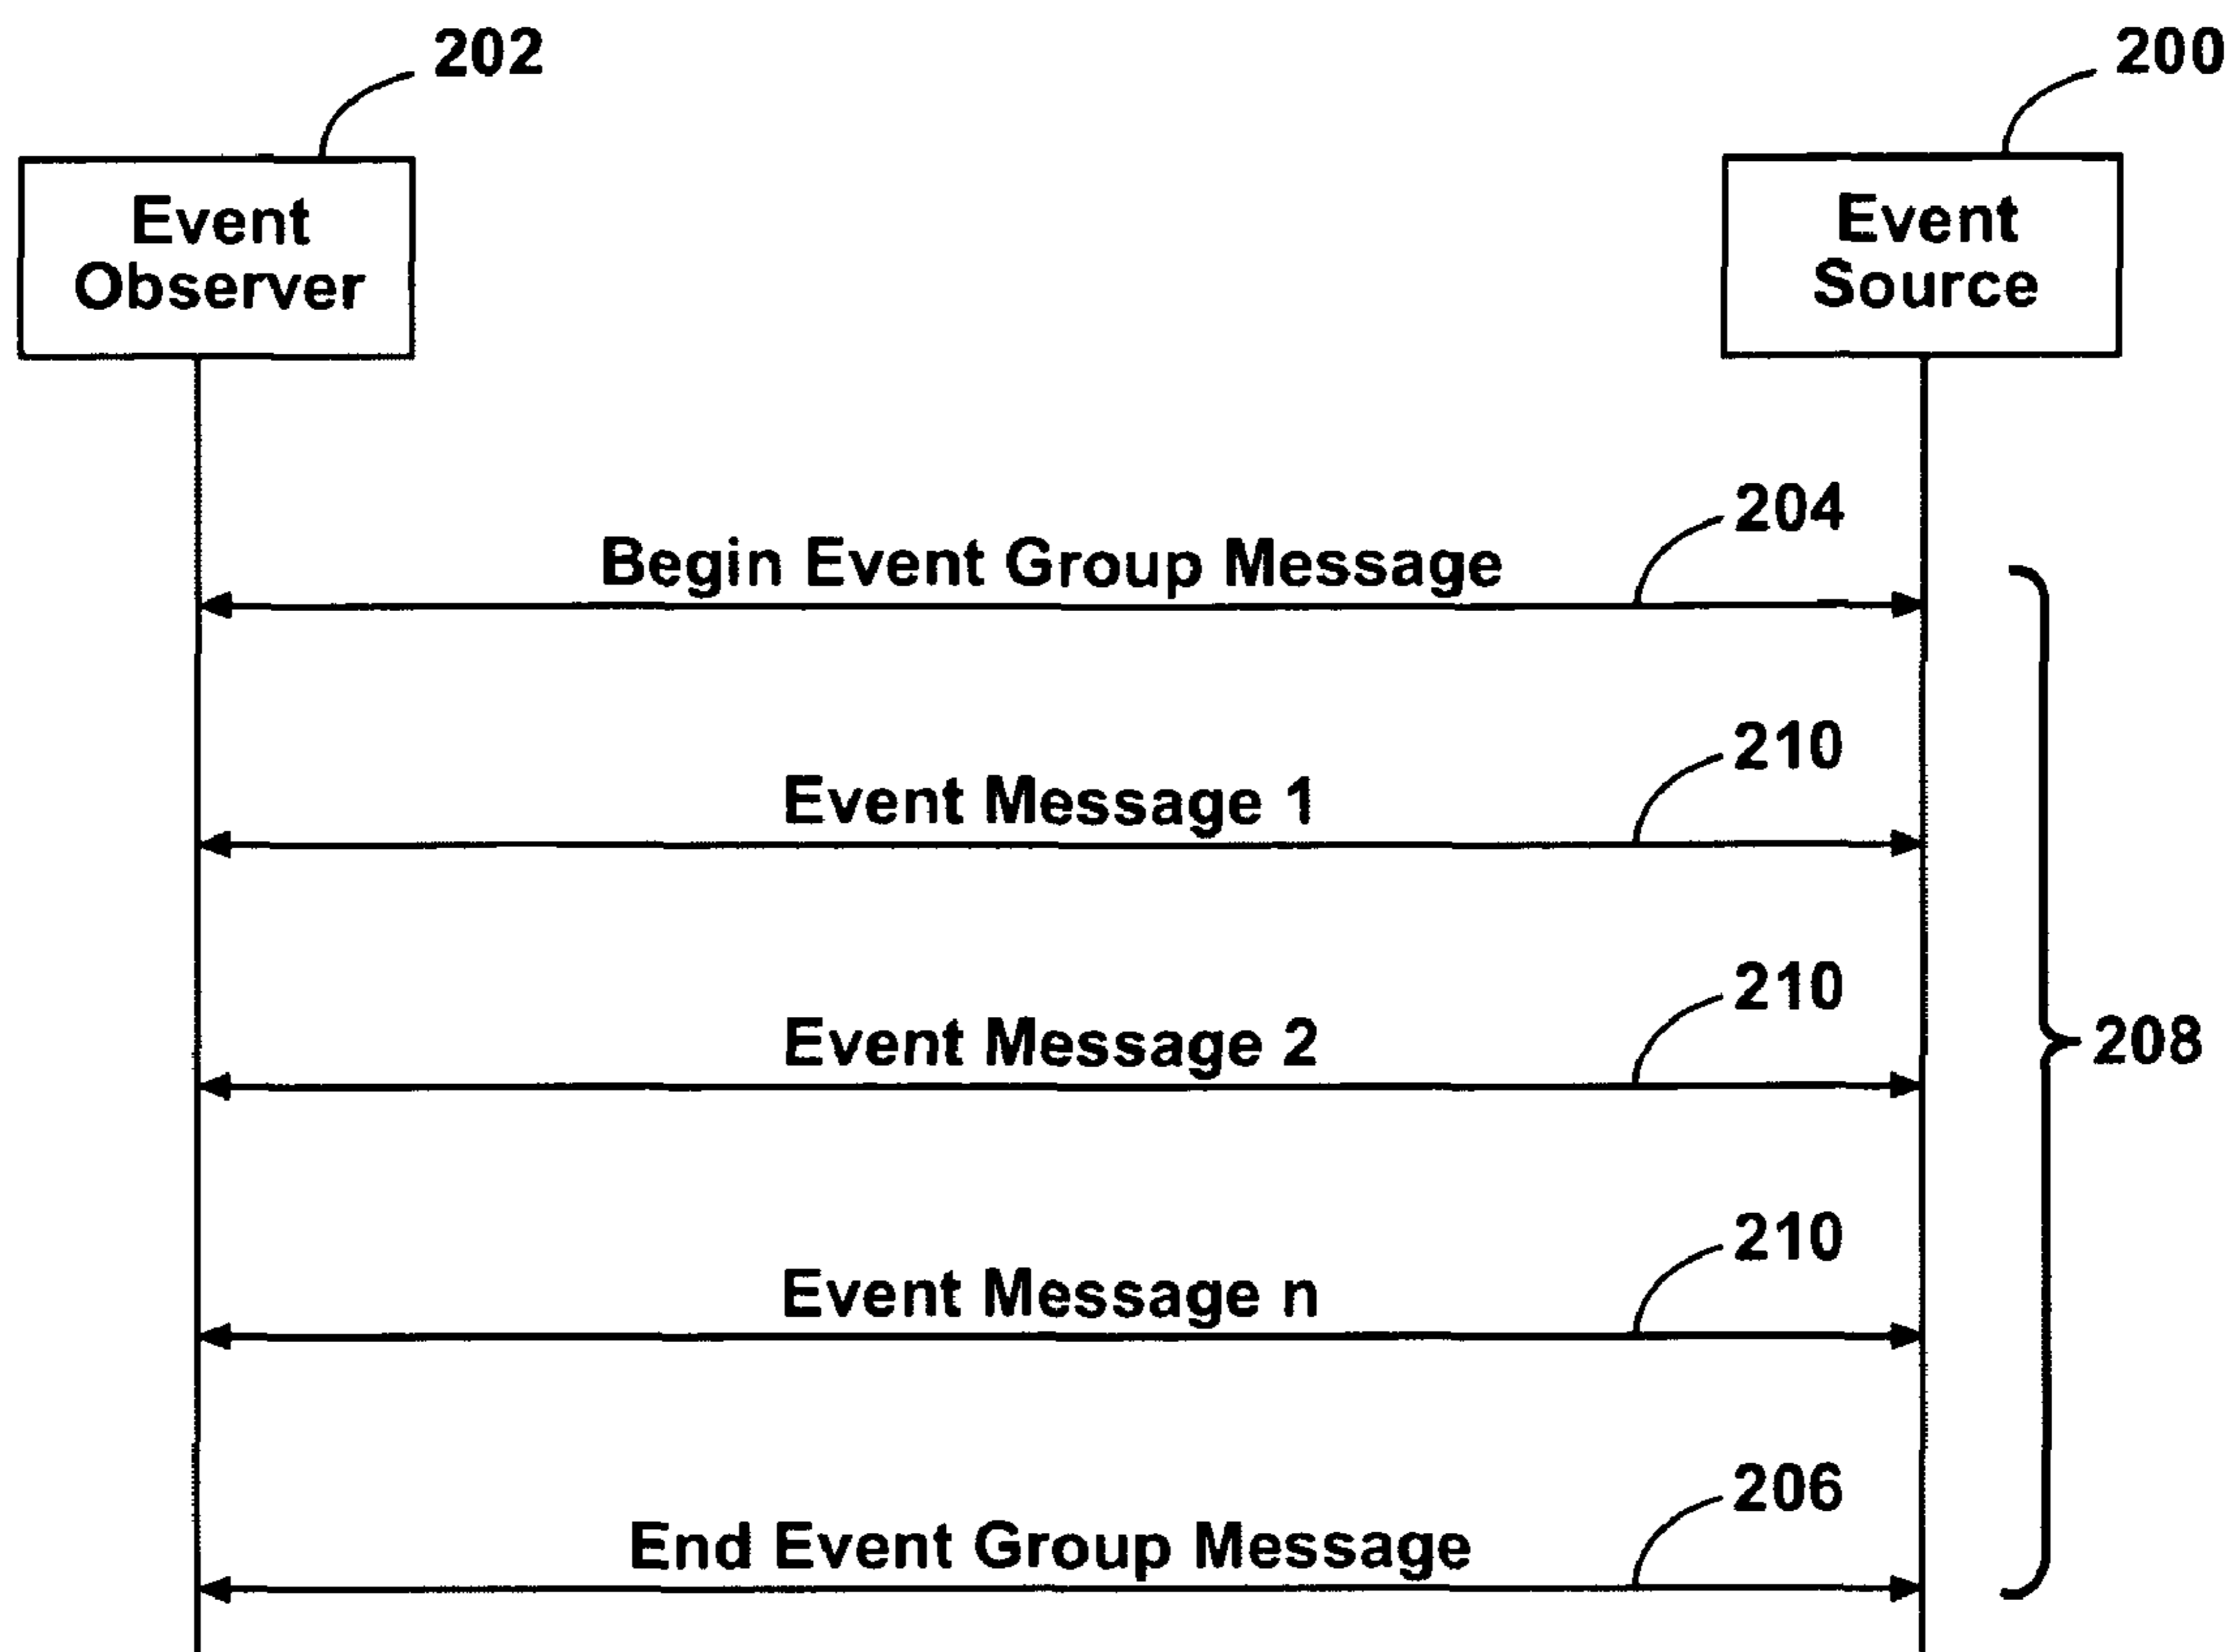 202
200
Event
Observer
Event
Source
204
Begin Event Group Message
210
Event Message 1
210
Event Message 2
208
210
Event Message n
206
End Event Group Message